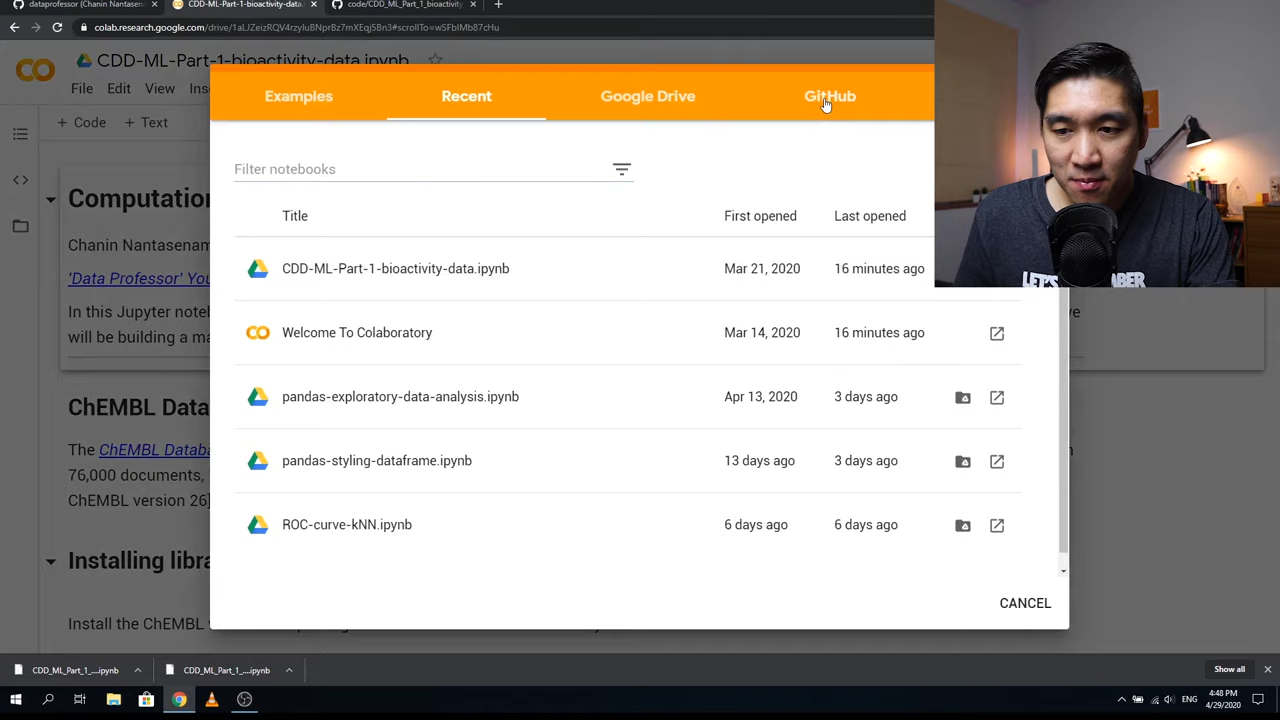 dataprofessor (Chanin Nantasen
CDD-ML-Part-1-bioactivity-data.
code/CDD_ML_Part_1_bioactivity
colab.research.google.com/drive/1aLJZeizRQV4rzyluBNprBz7mXEqj5Bn3#scrollTo=wSFbIMb87cHu
CDD-ML-Part-1-bioactivity-data.ipynb
File Edit View Ins
+ Code + Text
Examples
Recent
Google Drive
GitHub
Filter notebooks
Title First opened Last opened
CDD-ML-Part-1-bioactivity-data.ipynb Mar 21, 2020 16 minutes ago
Welcome To Colaboratory Mar 14, 2020 16 minutes ago
pandas-exploratory-data-analysis.ipynb Apr 13, 2020 3 days ago
pandas-styling-dataframe.ipynb 13 days ago 3 days ago
ROC-curve-kNN.ipynb 6 days ago 6 days ago
CANCEL
Computation
Chanin Nantasenam
'Data Professor' You
In this Jupyter noteb
will be building a ma
ChEMBL Data
The ChEMBL Databa
76,000 documents,
ChEMBL version 26]
Installing libra
Install the ChEMBL
CDD_ML_Part_1_....ipynb
CDD_ML_Part_1_....ipynb
Show all
ENG
4:48 PM
4/29/2020